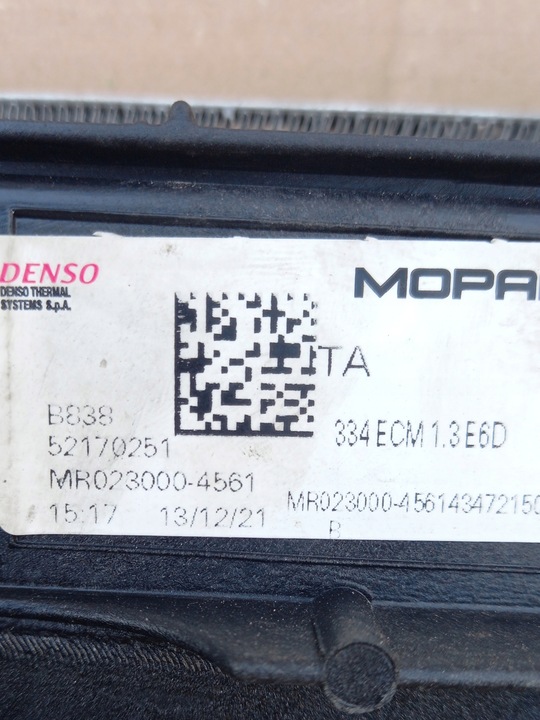 DENSO
DENSO THERMAL
SYSTEMS S.p.A.
MOPA
ITA
B838
52170251
334 ECM 1.3 E6D
MR023000-4561
MR023000-456143472150
15:17 13/12/21
B